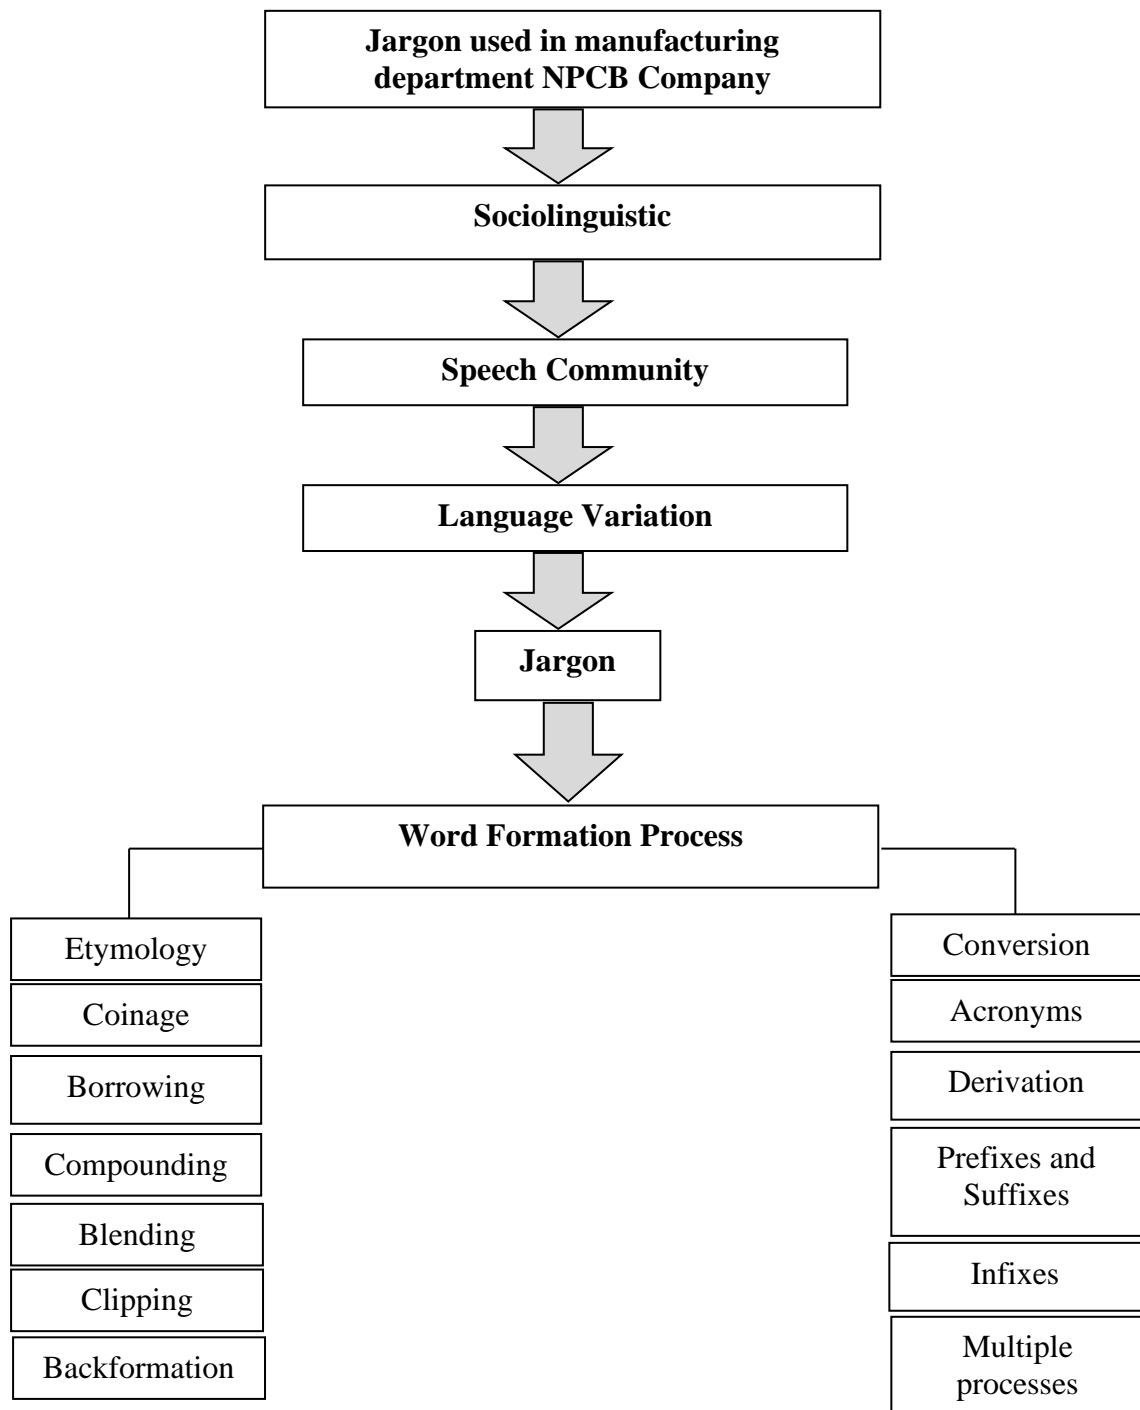 Jargon used in manufacturing
department NPCB Company
Sociolinguistic
Speech Community
Language Variation
Jargon
Word Formation Process
Etymology
Coinage
Borrowing
Compounding
Blending
Clipping
Backformation
Conversion
Acronyms
Derivation
Prefixes and
Suffixes
Infixes
Multiple
processes